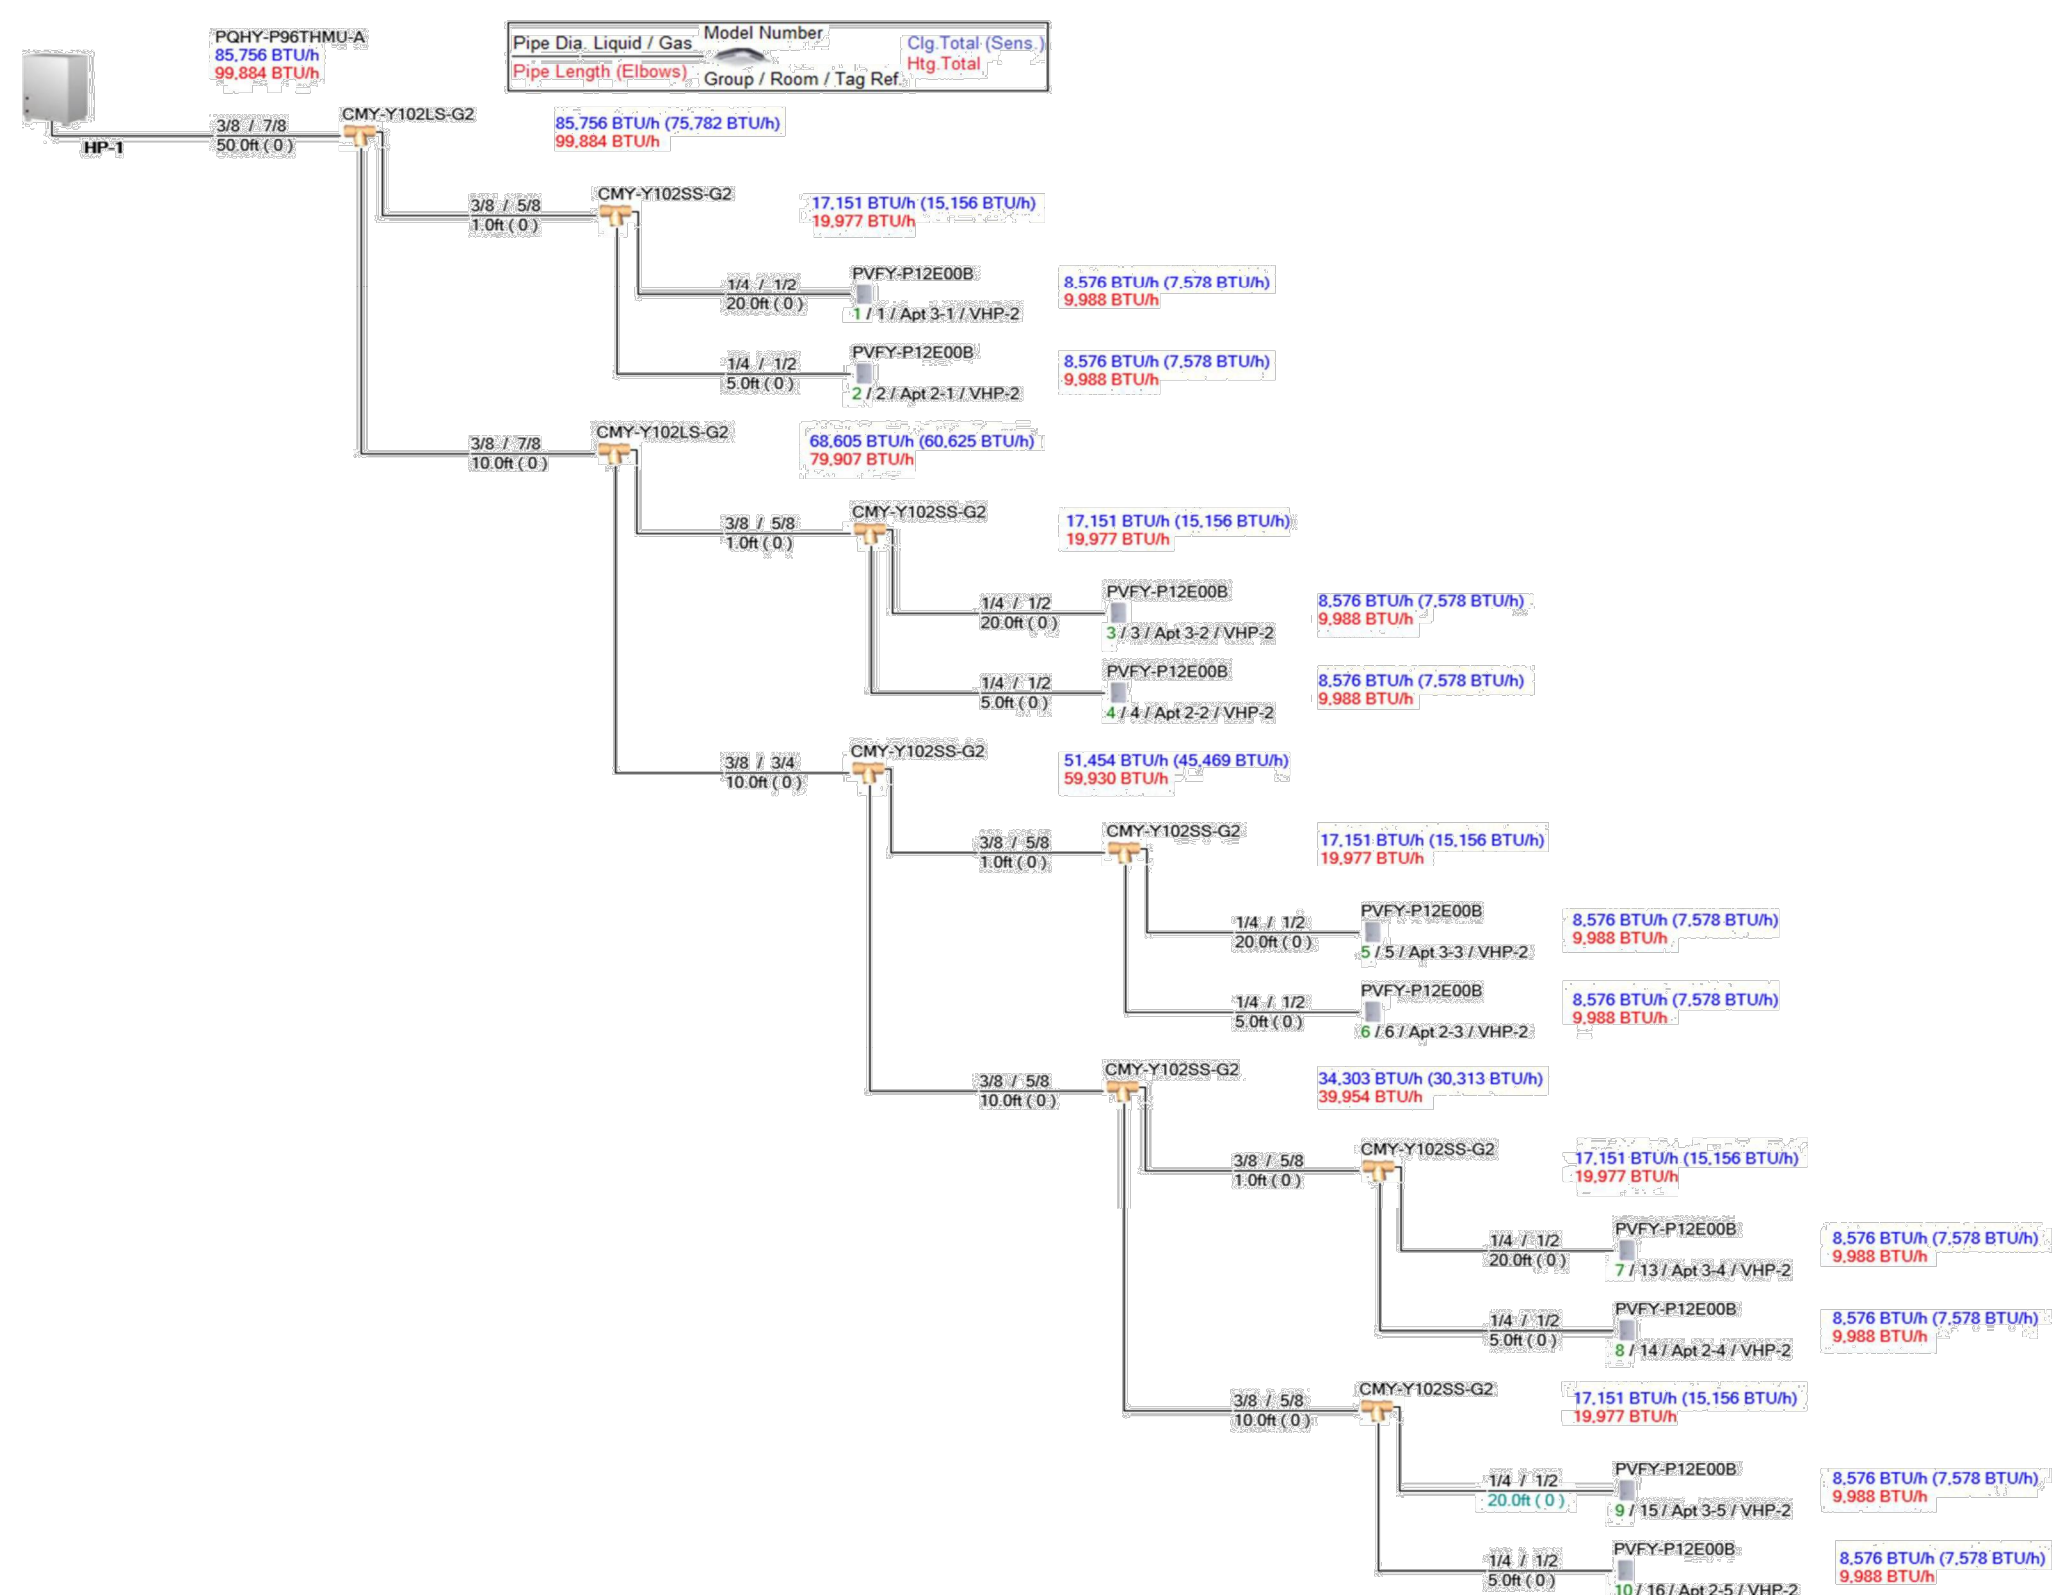 PQHY-P96THMU-A
85,756 BTU/h
99,884 BTU/h
Pipe Dia. Liquid / Gas
Pipe Length (Elbows)
Model Number
Group / Room / Tag Ref.
Clg.Total (Sens.)
Htg.Total
HP-1
3/8 / 7/8
50.0ft ( 0 )
CMY-Y102LS-G2
85,756 BTU/h (75,782 BTU/h)
99,884 BTU/h
3/8 / 5/8
1.0ft ( 0 )
CMY-Y102SS-G2
17,151 BTU/h (15,156 BTU/h)
19,977 BTU/h
1/4 / 1/2
20.0ft ( 0 )
PVFY-P12E00B
1 / 1 / Apt 3-1 / VHP-2
8,576 BTU/h (7,578 BTU/h)
9,988 BTU/h
1/4 / 1/2
5.0ft ( 0 )
PVFY-P12E00B
2 / 2 / Apt 2-1 / VHP-2
8,576 BTU/h (7,578 BTU/h)
9,988 BTU/h
3/8 / 7/8
10.0ft ( 0 )
CMY-Y102LS-G2
68,605 BTU/h (60,625 BTU/h)
79,907 BTU/h
3/8 / 5/8
1.0ft ( 0 )
CMY-Y102SS-G2
17,151 BTU/h (15,156 BTU/h)
19,977 BTU/h
1/4 / 1/2
20.0ft ( 0 )
PVFY-P12E00B
3 / 3 / Apt 3-2 / VHP-2
8,576 BTU/h (7,578 BTU/h)
9,988 BTU/h
1/4 / 1/2
5.0ft ( 0 )
PVFY-P12E00B
4 / 4 / Apt 2-2 / VHP-2
8,576 BTU/h (7,578 BTU/h)
9,988 BTU/h
3/8 / 3/4
10.0ft ( 0 )
CMY-Y102SS-G2
51,454 BTU/h (45,469 BTU/h)
59,930 BTU/h
3/8 / 5/8
1.0ft ( 0 )
CMY-Y102SS-G2
17,151 BTU/h (15,156 BTU/h)
19,977 BTU/h
1/4 / 1/2
20.0ft ( 0 )
PVFY-P12E00B
5 / 5 / Apt 3-3 / VHP-2
8,576 BTU/h (7,578 BTU/h)
9,988 BTU/h
1/4 / 1/2
5.0ft ( 0 )
PVFY-P12E00B
6 / 6 / Apt 2-3 / VHP-2
8,576 BTU/h (7,578 BTU/h)
9,988 BTU/h
3/8 / 5/8
10.0ft ( 0 )
CMY-Y102SS-G2
34,303 BTU/h (30,313 BTU/h)
39,954 BTU/h
3/8 / 5/8
1.0ft ( 0 )
CMY-Y102SS-G2
17,151 BTU/h (15,156 BTU/h)
19,977 BTU/h
1/4 / 1/2
20.0ft ( 0 )
PVFY-P12E00B
7 / 13 / Apt 3-4 / VHP-2
8,576 BTU/h (7,578 BTU/h)
9,988 BTU/h
1/4 / 1/2
5.0ft ( 0 )
PVFY-P12E00B
8 / 14 / Apt 2-4 / VHP-2
8,576 BTU/h (7,578 BTU/h)
9,988 BTU/h
3/8 / 5/8
10.0ft ( 0 )
CMY-Y102SS-G2
17,151 BTU/h (15,156 BTU/h)
19,977 BTU/h
1/4 / 1/2
20.0ft ( 0 )
PVFY-P12E00B
9 / 15 / Apt 3-5 / VHP-2
8,576 BTU/h (7,578 BTU/h)
9,988 BTU/h
1/4 / 1/2
5.0ft ( 0 )
PVFY-P12E00B
10 / 16 / Apt 2-5 / VHP-2
8,576 BTU/h (7,578 BTU/h)
9,988 BTU/h